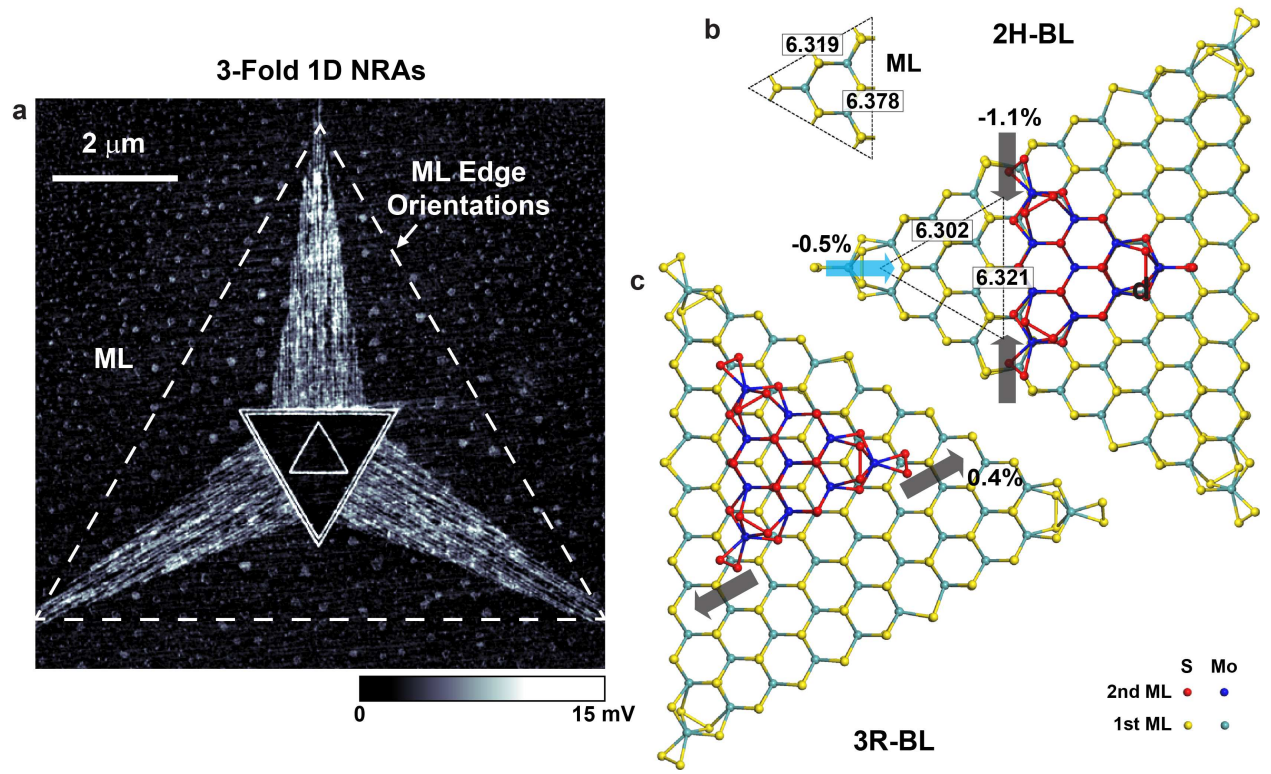 3-Fold 1D NRAs
a
2 μm
ML Edge
Orientations
ML
0
15 mV
b
6.319
ML
6.378
2H-BL
-1.1%
6.302
-0.5%
6.321
c
0.4%
3R-BL
S Mo
2nd ML
1st ML